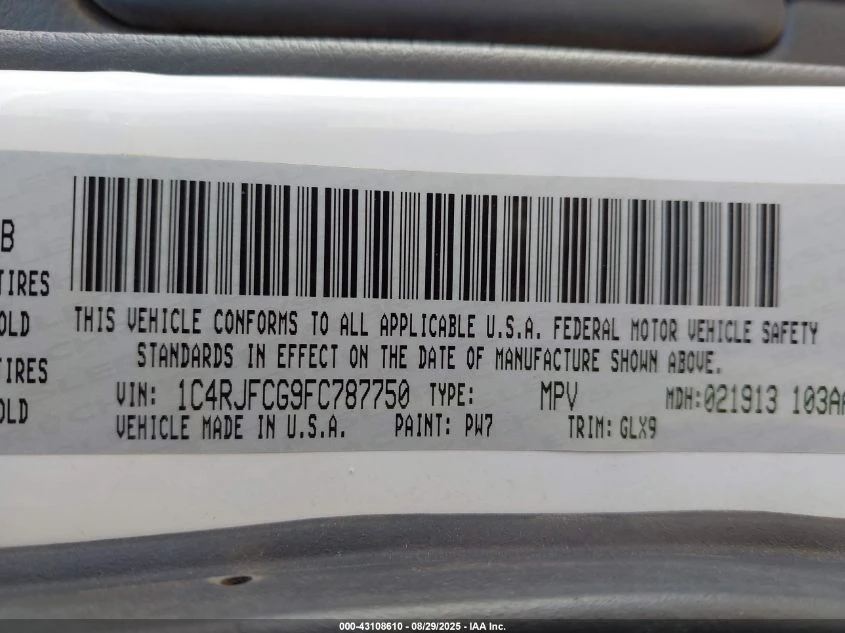 B
TIRES
OLD
TIRES
OLD
THIS VEHICLE CONFORMS TO ALL APPLICABLE U.S.A. FEDERAL MOTOR VEHICLE SAFETY
STANDARDS IN EFFECT ON THE DATE OF MANUFACTURE SHOWN ABOVE.
VIN: 1C4RJFCG9FC787750 TYPE: MPV MDH:021913 103AA
VEHICLE MADE IN U.S.A. PAINT: PW7 TRIM: GLX9
000-43108610 - 08/29/2025 - IAA Inc.